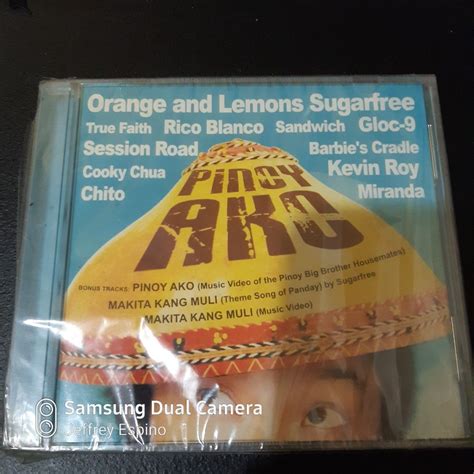 Orange and Lemons Sugarfree
True Faith Rico Blanco Sandwich Gloc-9
Session Road Barbie's Cradle
Cooky Chua Kevin Roy
Chito Miranda
PiNOY
AKO
BONUS TRACKS: PINOY AKO (Music Video of the Pinoy Big Brother Housemates)
MAKITA KANG MULI (Theme Song of Panday) by Sugarfree
MAKITA KANG MULI (Music Video)
Samsung Dual Camera
Jeffrey Espino